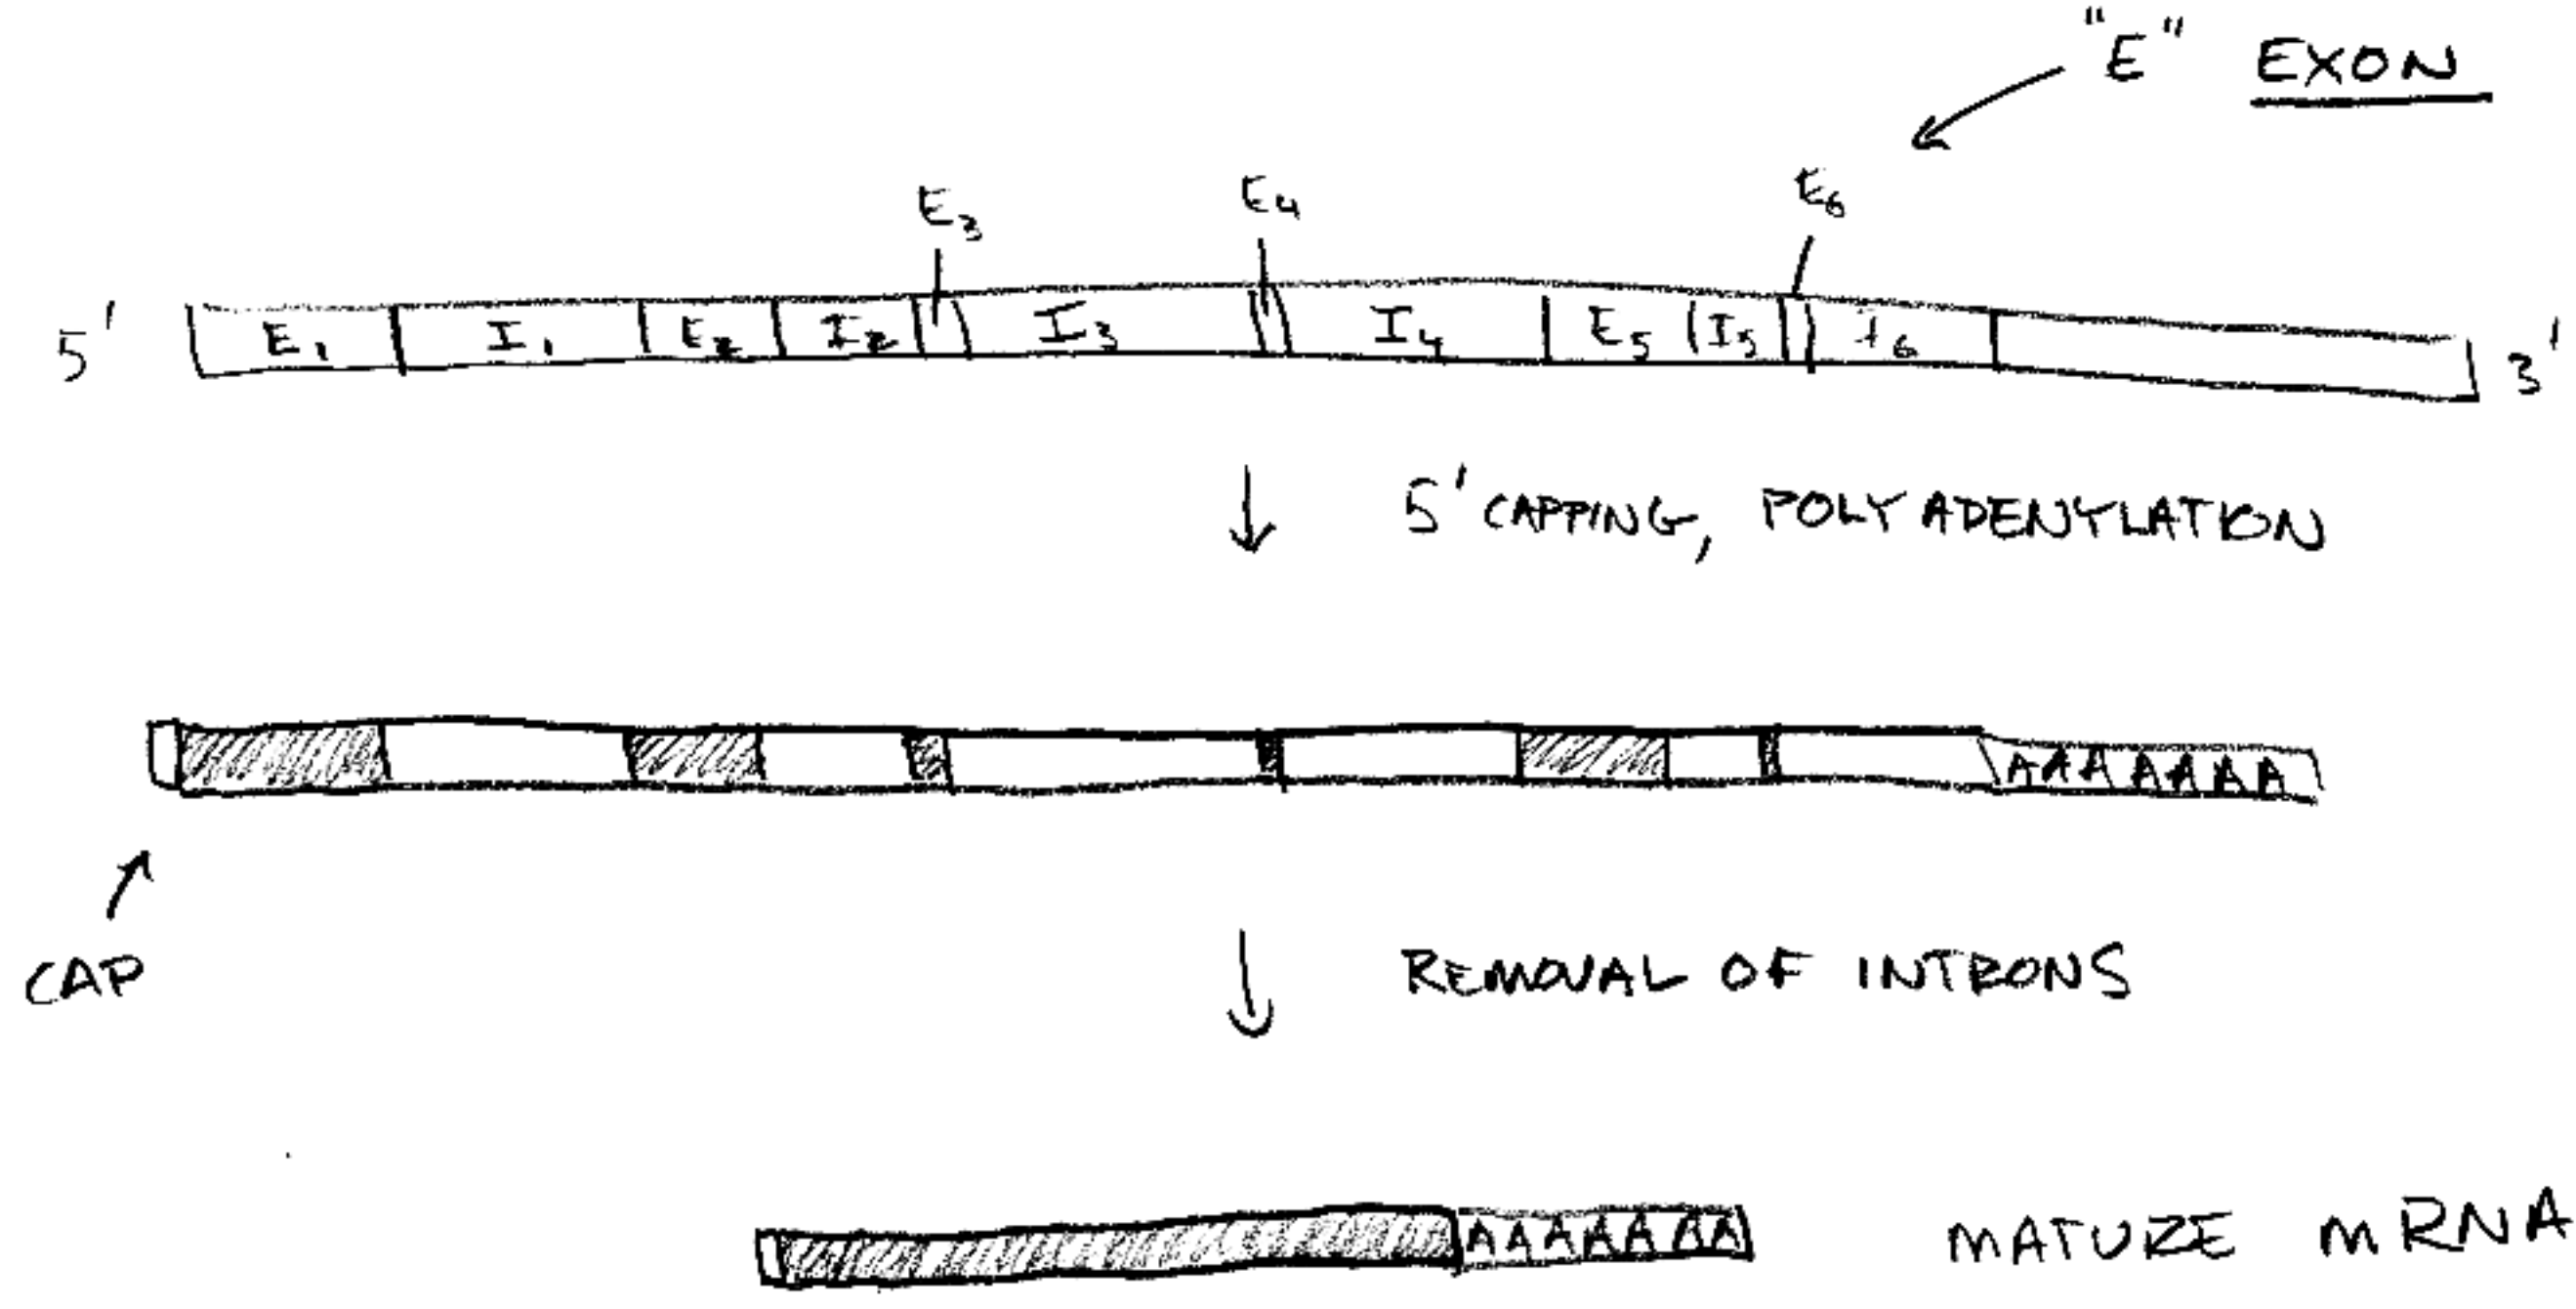 "E" EXON
E3 E4 E6
5' E1 I1 E2 I2 I3 I4 E5 I5 I6 3'
5' CAPPING, POLYADENYLATION
AAAAAAA
CAP
REMOVAL OF INTRONS
AAAAAAA
MATURE mRNA